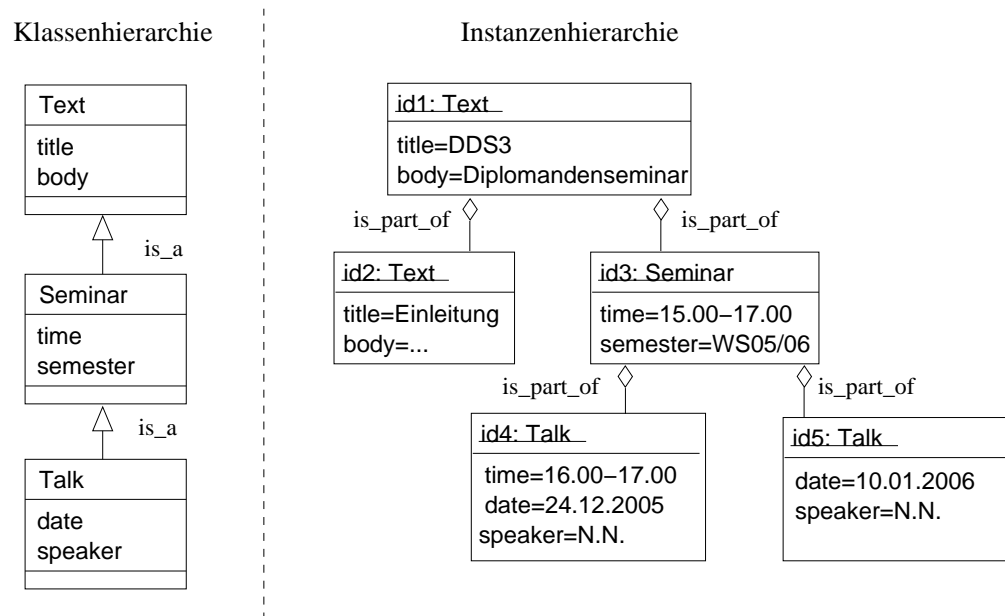 Klassenhierarchie
Text
title
body
is_a
Seminar
time
semester
is_a
Talk
date
speaker
Instanzenhierarchie
id1: Text
title=DDS3
body=Diplomandenseminar
is_part_of
is_part_of
id2: Text
title=Einleitung
body=...
id3: Seminar
time=15.00−17.00
semester=WS05/06
is_part_of
is_part_of
id4: Talk
time=16.00−17.00
date=24.12.2005
speaker=N.N.
id5: Talk
date=10.01.2006
speaker=N.N.